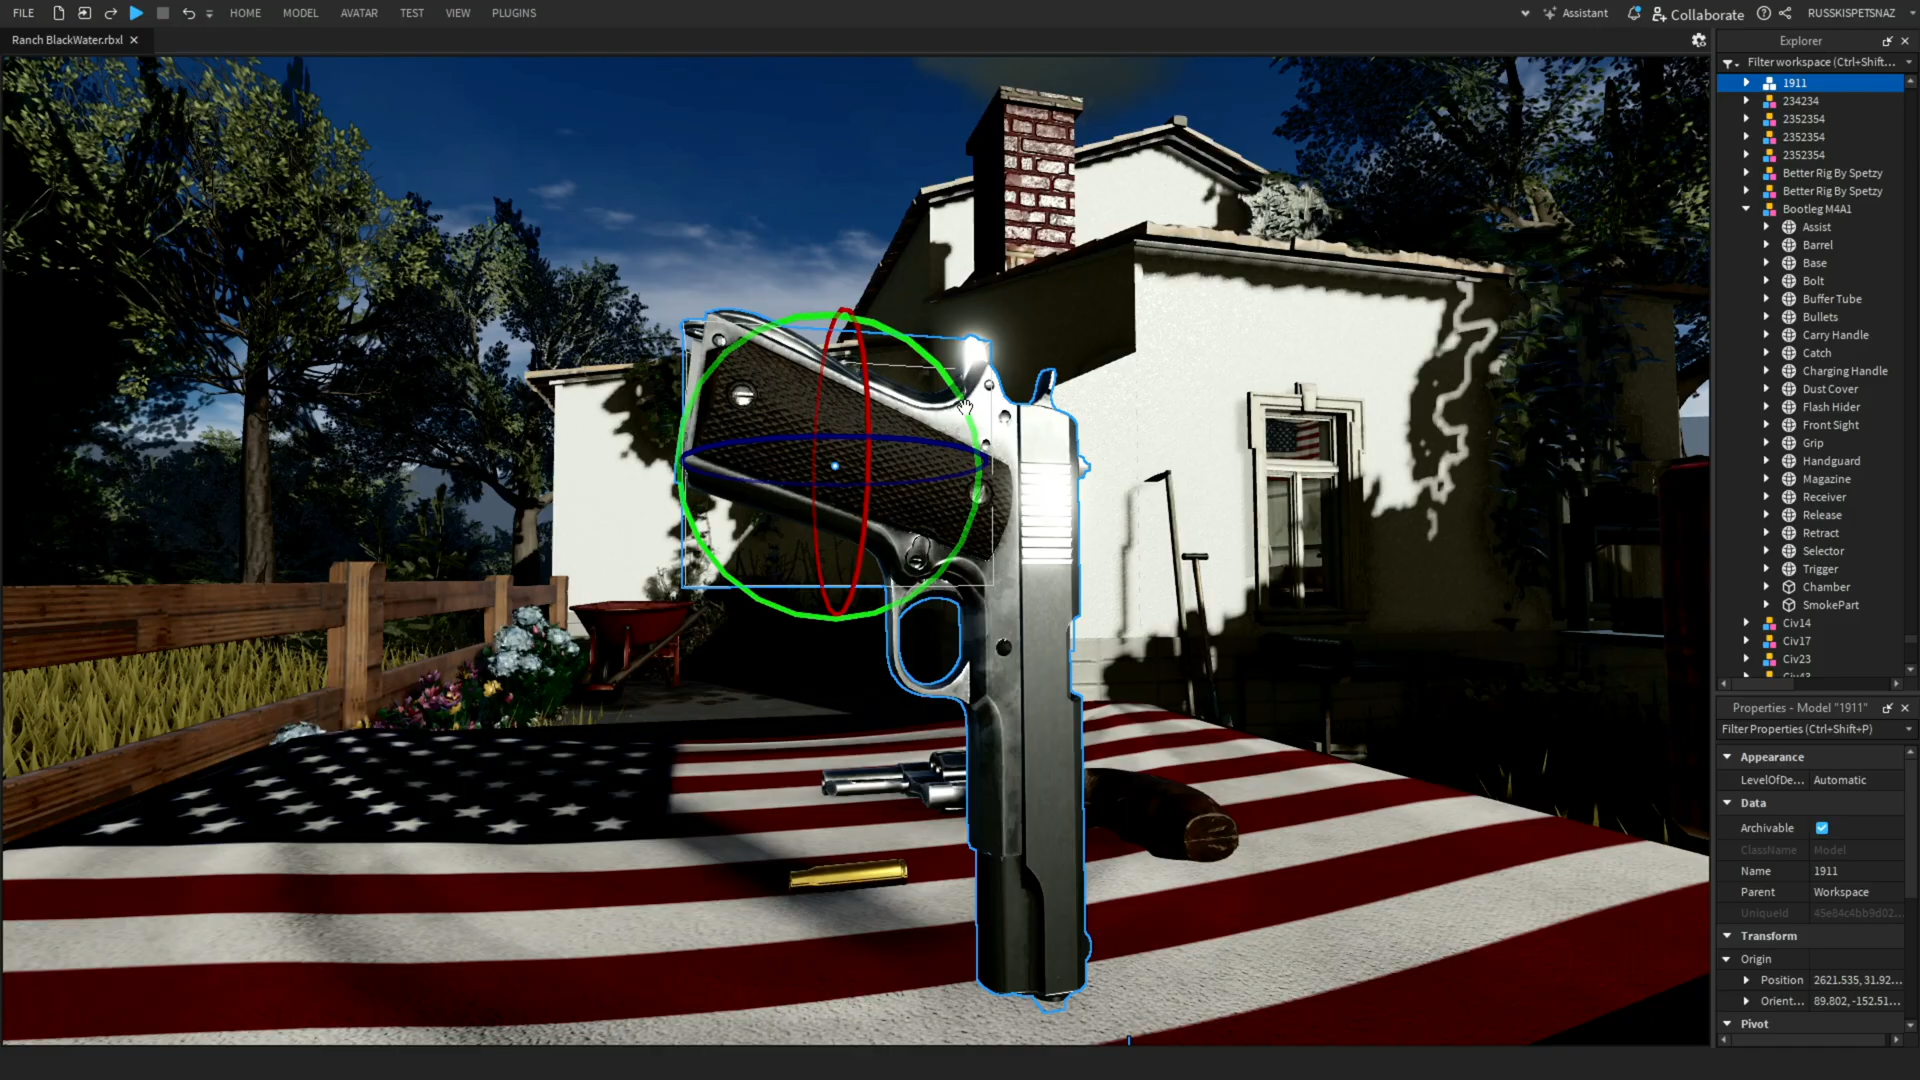 FILE HOME MODEL AVATAR TEST VIEW PLUGINS Assistant Collaborate RUSSKISPETSNAZ
Ranch BlackWater.rbxl
Explorer
Filter workspace (Ctrl+Shift...
1911
234234
2352354
2352354
2352354
Better Rig By Spetzy
Better Rig By Spetzy
Bootleg M4A1
Assist
Barrel
Base
Bolt
Buffer Tube
Bullets
Carry Handle
Catch
Charging Handle
Dust Cover
Flash Hider
Front Sight
Grip
Handguard
Magazine
Receiver
Release
Retract
Selector
Trigger
Chamber
SmokePart
Civ14
Civ17
Civ23
Properties - Model "1911"
Filter Properties (Ctrl+Shift+P)
Appearance
LevelOfDe... Automatic
Data
Archivable
ClassName Model
Name 1911
Parent Workspace
UniqueId 45e84c4bb9d02...
Transform
Origin
Position 2621.535, 31.92...
Orient... 89.802, -152.51...
Pivot